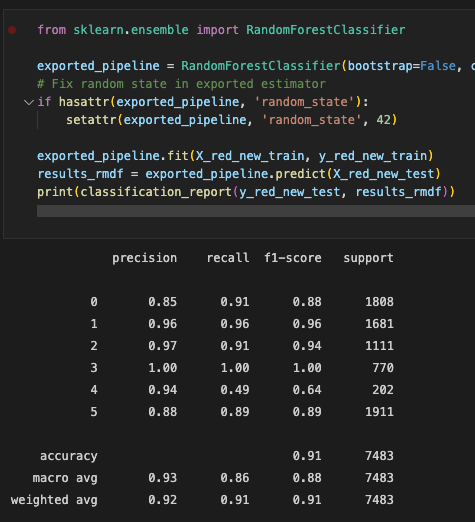 from sklearn.ensemble import RandomForestClassifier
exported_pipeline = RandomForestClassifier(bootstrap=False, c
# Fix random state in exported estimator
if hasattr(exported_pipeline, 'random_state'):
setattr(exported_pipeline, 'random_state', 42)
exported_pipeline.fit(X_red_new_train, y_red_new_train)
results_rmdf = exported_pipeline.predict(X_red_new_test)
print(classification_report(y_red_new_test, results_rmdf))
precision recall f1-score support
0 0.85 0.91 0.88 1808
1 0.96 0.96 0.96 1681
2 0.97 0.91 0.94 1111
3 1.00 1.00 1.00 770
4 0.94 0.49 0.64 202
5 0.88 0.89 0.89 1911
accuracy 0.91 7483
macro avg 0.93 0.86 0.88 7483
weighted avg 0.92 0.91 0.91 7483